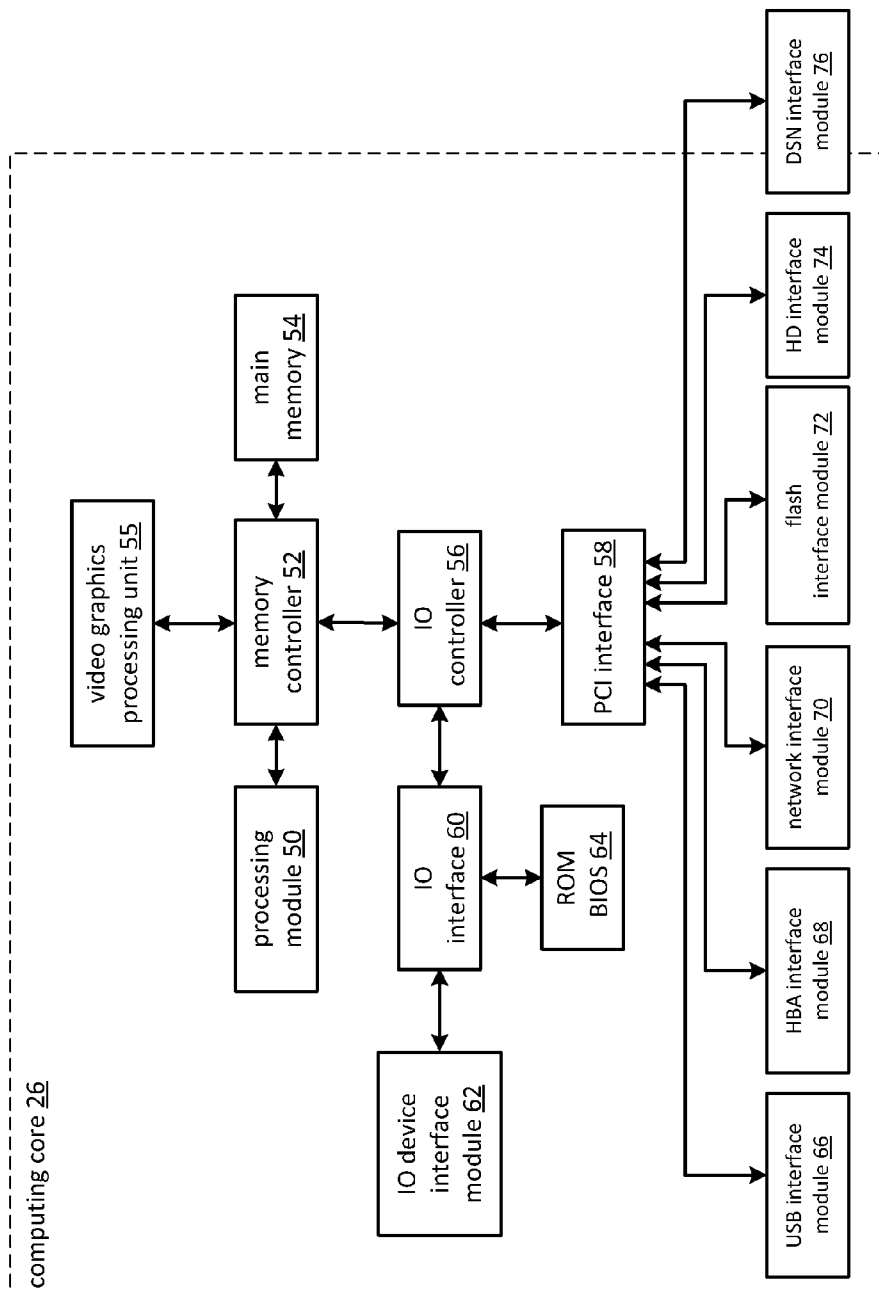 computing core 26
video graphics
processing unit 55
processing
module 50
memory
controller 52
main
memory 54
IO device
interface
module 62
IO
interface 60
IO
controller 56
ROM
BIOS 64
PCI interface 58
USB interface
module 66
HBA interface
module 68
network interface
module 70
flash
interface module 72
HD interface
module 74
DSN interface
module 76